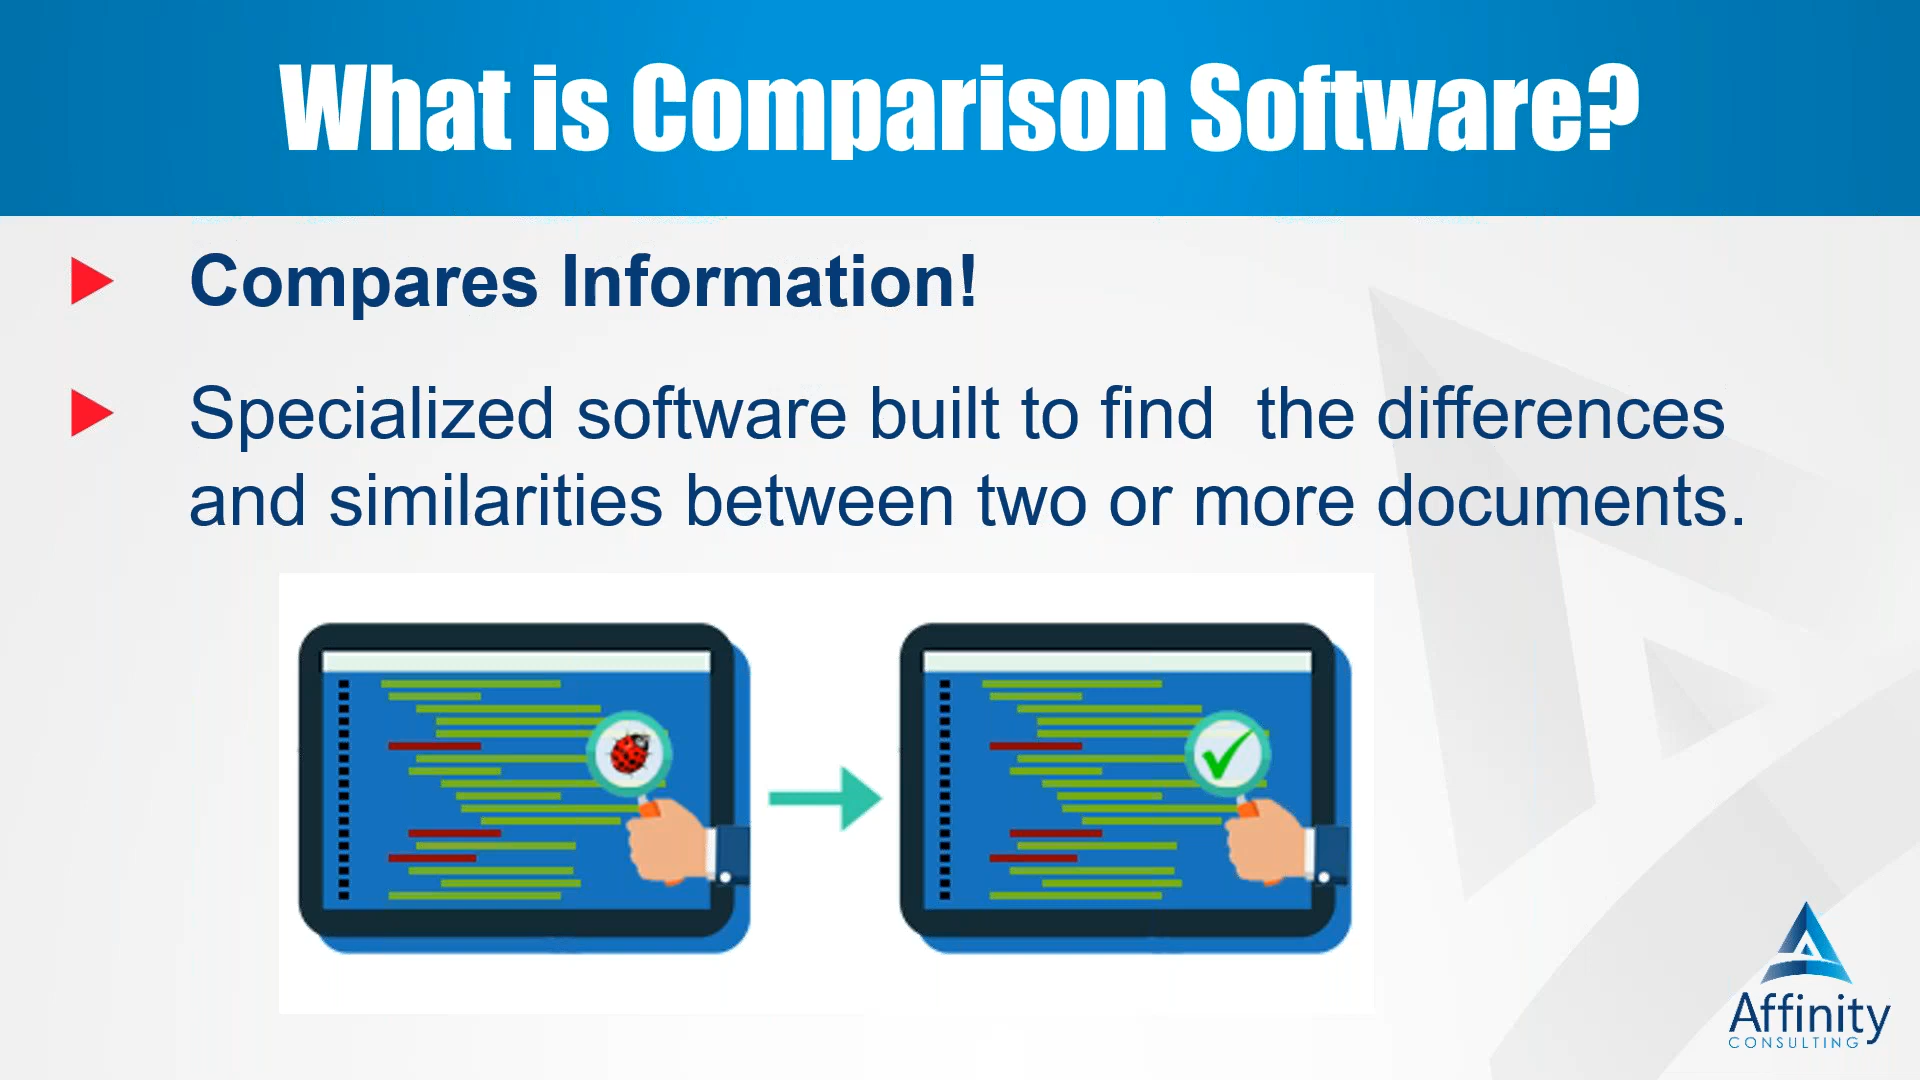 What is Comparison Software?
Compares Information!
Specialized software built to find  the differences
and similarities between two or more documents.
Affinity
CONSULTING